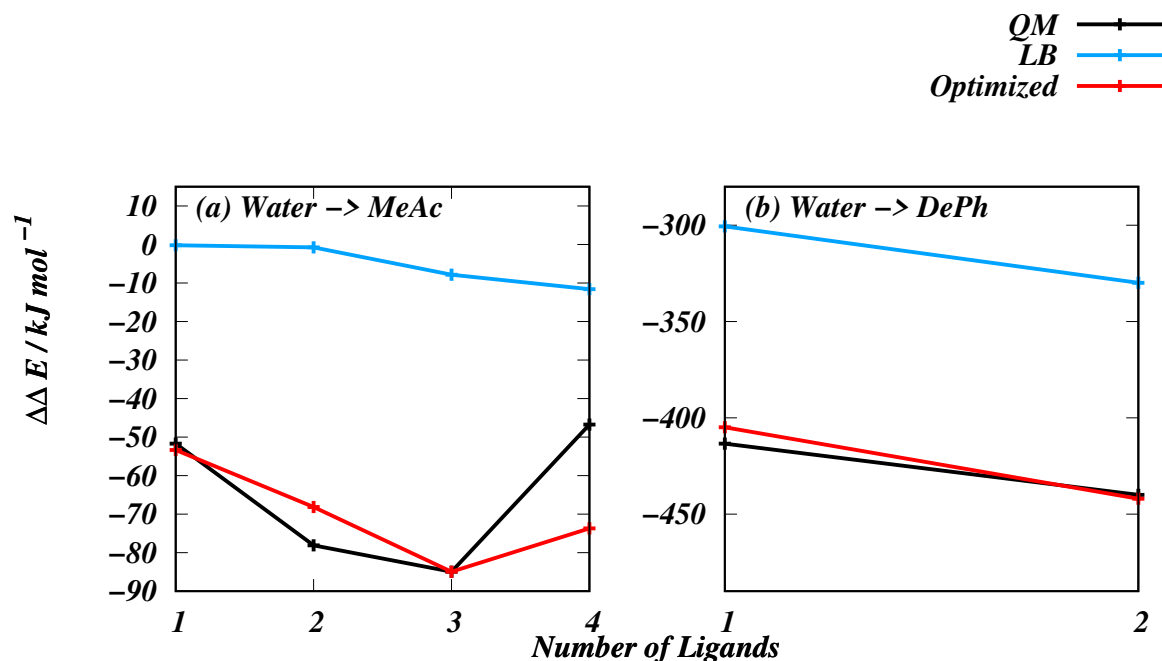 QM
LB
Optimized
(a) Water −> MeAc
(b) Water −> DePh
ΔΔ E / kJ mol⁻¹
10
0
−10
−20
−30
−40
−50
−60
−70
−80
−90
1 2 3 4
−300
−350
−400
−450
1 2
Number of Ligands